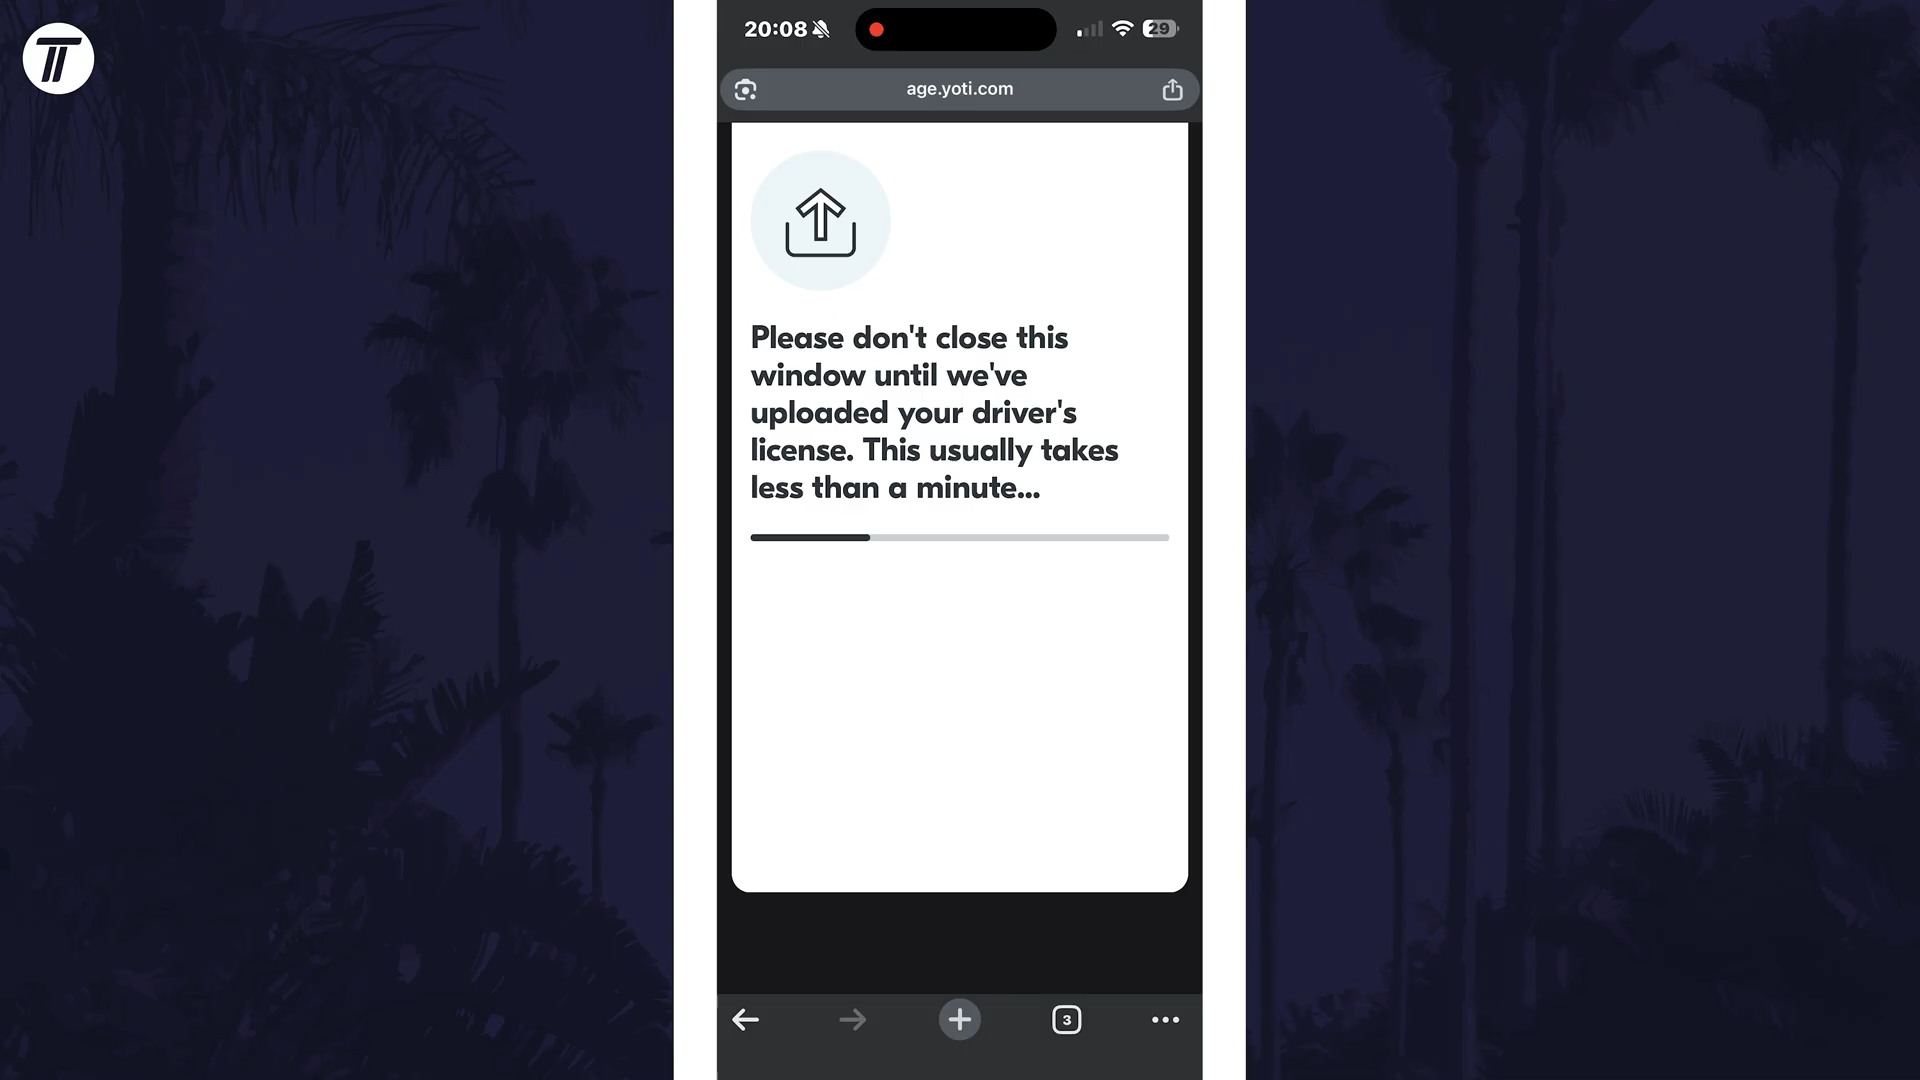 20:08
29
age.yoti.com
Please don't close this
window until we've
uploaded your driver's
license. This usually takes
less than a minute...
3